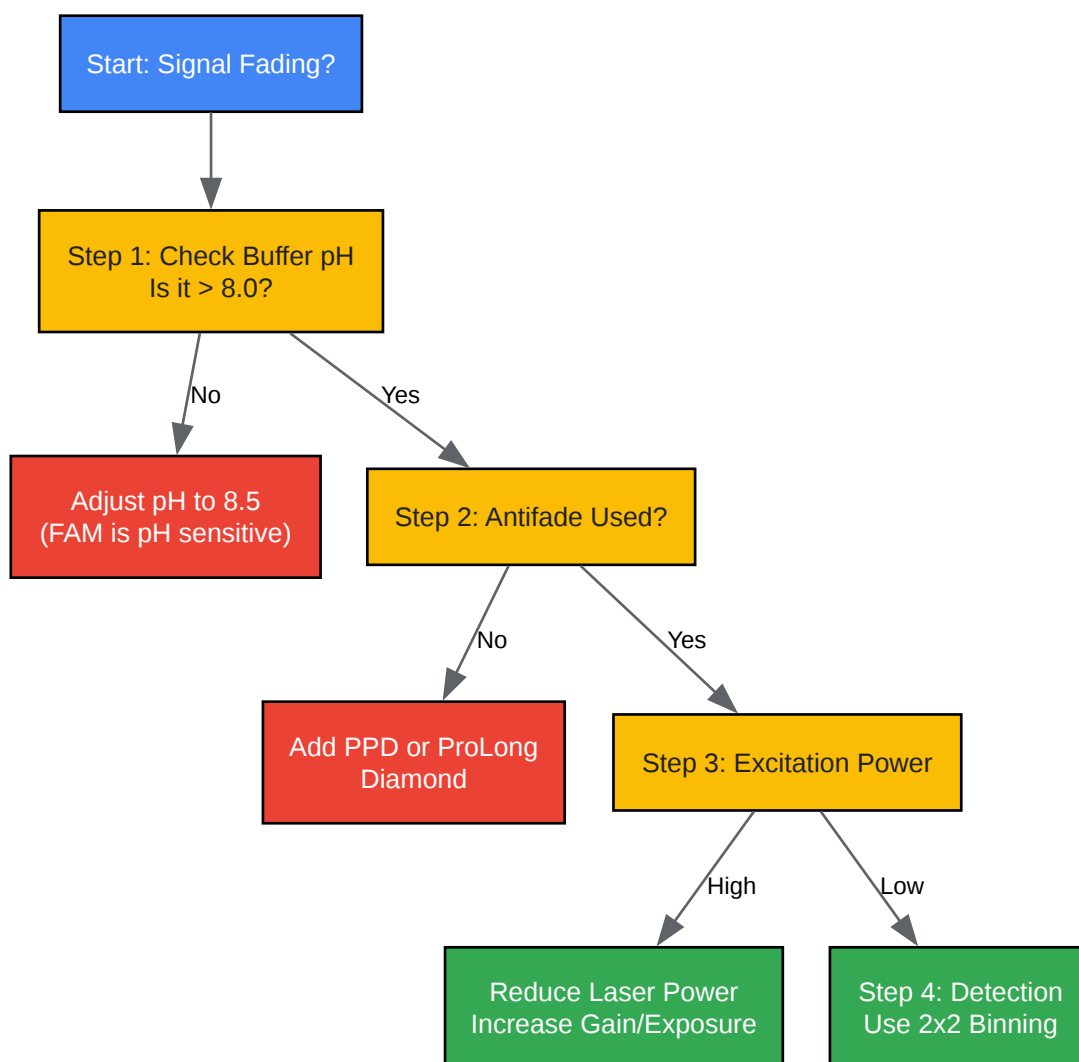 Start: Signal Fading?
Step 1: Check Buffer pH
Is it > 8.0?
No
Yes
Adjust pH to 8.5
(FAM is pH sensitive)
Step 2: Antifade Used?
No
Yes
Add PPD or ProLong
Diamond
Step 3: Excitation Power
High
Low
Reduce Laser Power
Increase Gain/Exposure
Step 4: Detection
Use 2x2 Binning